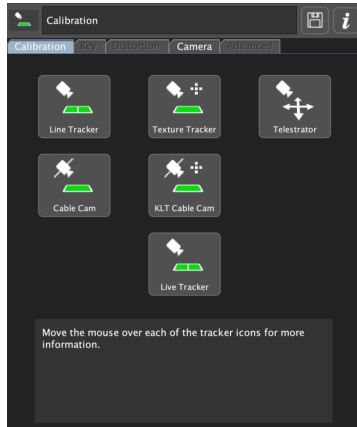 Calibration
i
Calibration Key Distortion Camera Advanced
Line Tracker Texture Tracker Telestrator
Cable Cam KLT Cable Cam
Live Tracker
Move the mouse over each of the tracker icons for more
information.